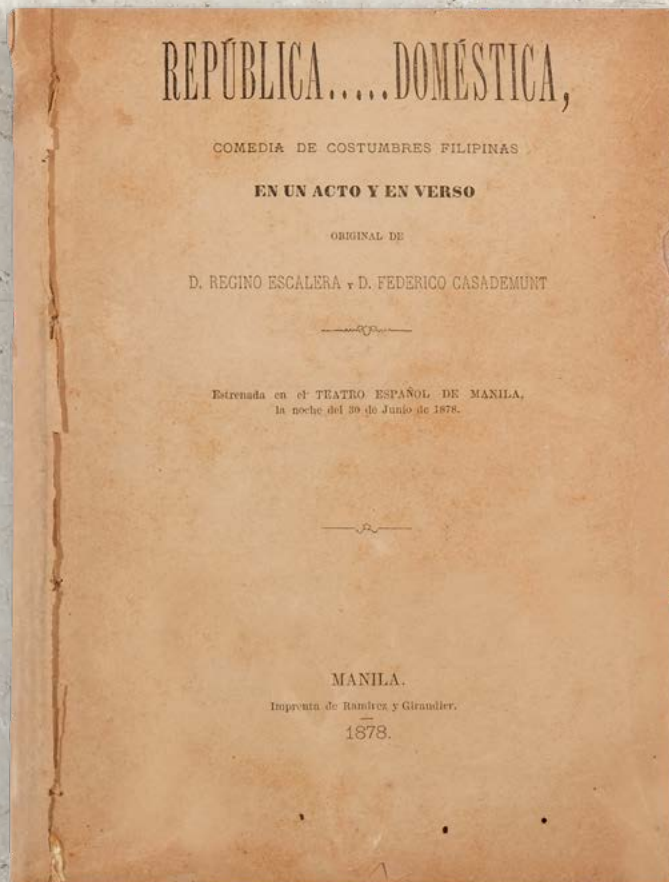 REPÚBLICA.....DOMÉSTICA,
COMEDIA DE COSTUMBRES FILIPINAS
EN UN ACTO Y EN VERSO
ORIGINAL DE
D. REGINO ESCALERA Y D. FEDERICO CASADEMUNT
Estrenada en el TEATRO ESPAÑOL DE MANILA,
la noche del 30 de Junio de 1878.
MANILA.
Imprenta de Ramirez y Giraudier.
1878.